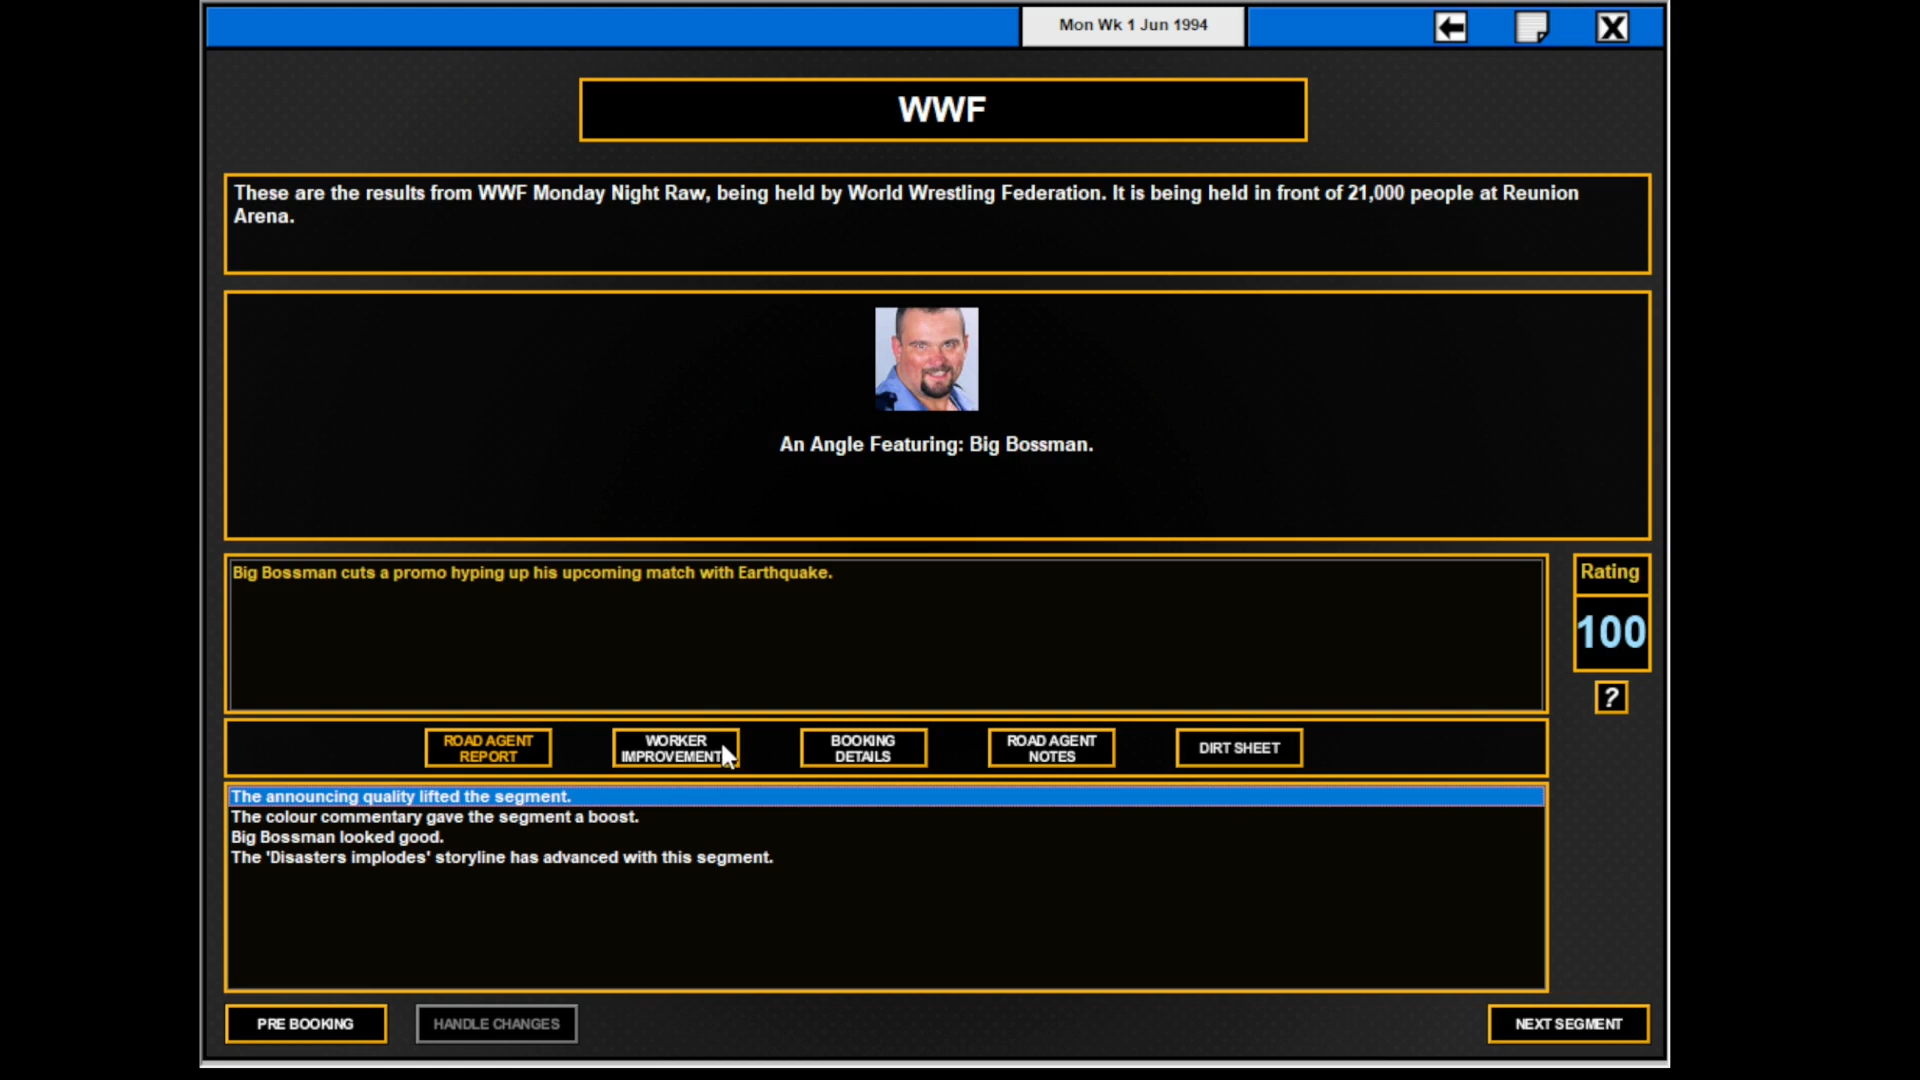 Mon Wk 1 Jun 1994
WWF
These are the results from WWF Monday Night Raw, being held by World Wrestling Federation. It is being held in front of 21,000 people at Reunion
Arena.
An Angle Featuring: Big Bossman.
Big Bossman cuts a promo hyping up his upcoming match with Earthquake.
Rating
100
?
ROAD AGENT
REPORT
WORKER
IMPROVEMENT
BOOKING
DETAILS
ROAD AGENT
NOTES
DIRT SHEET
The announcing quality lifted the segment.
The colour commentary gave the segment a boost.
Big Bossman looked good.
The 'Disasters implodes' storyline has advanced with this segment.
PRE BOOKING
HANDLE CHANGES
NEXT SEGMENT